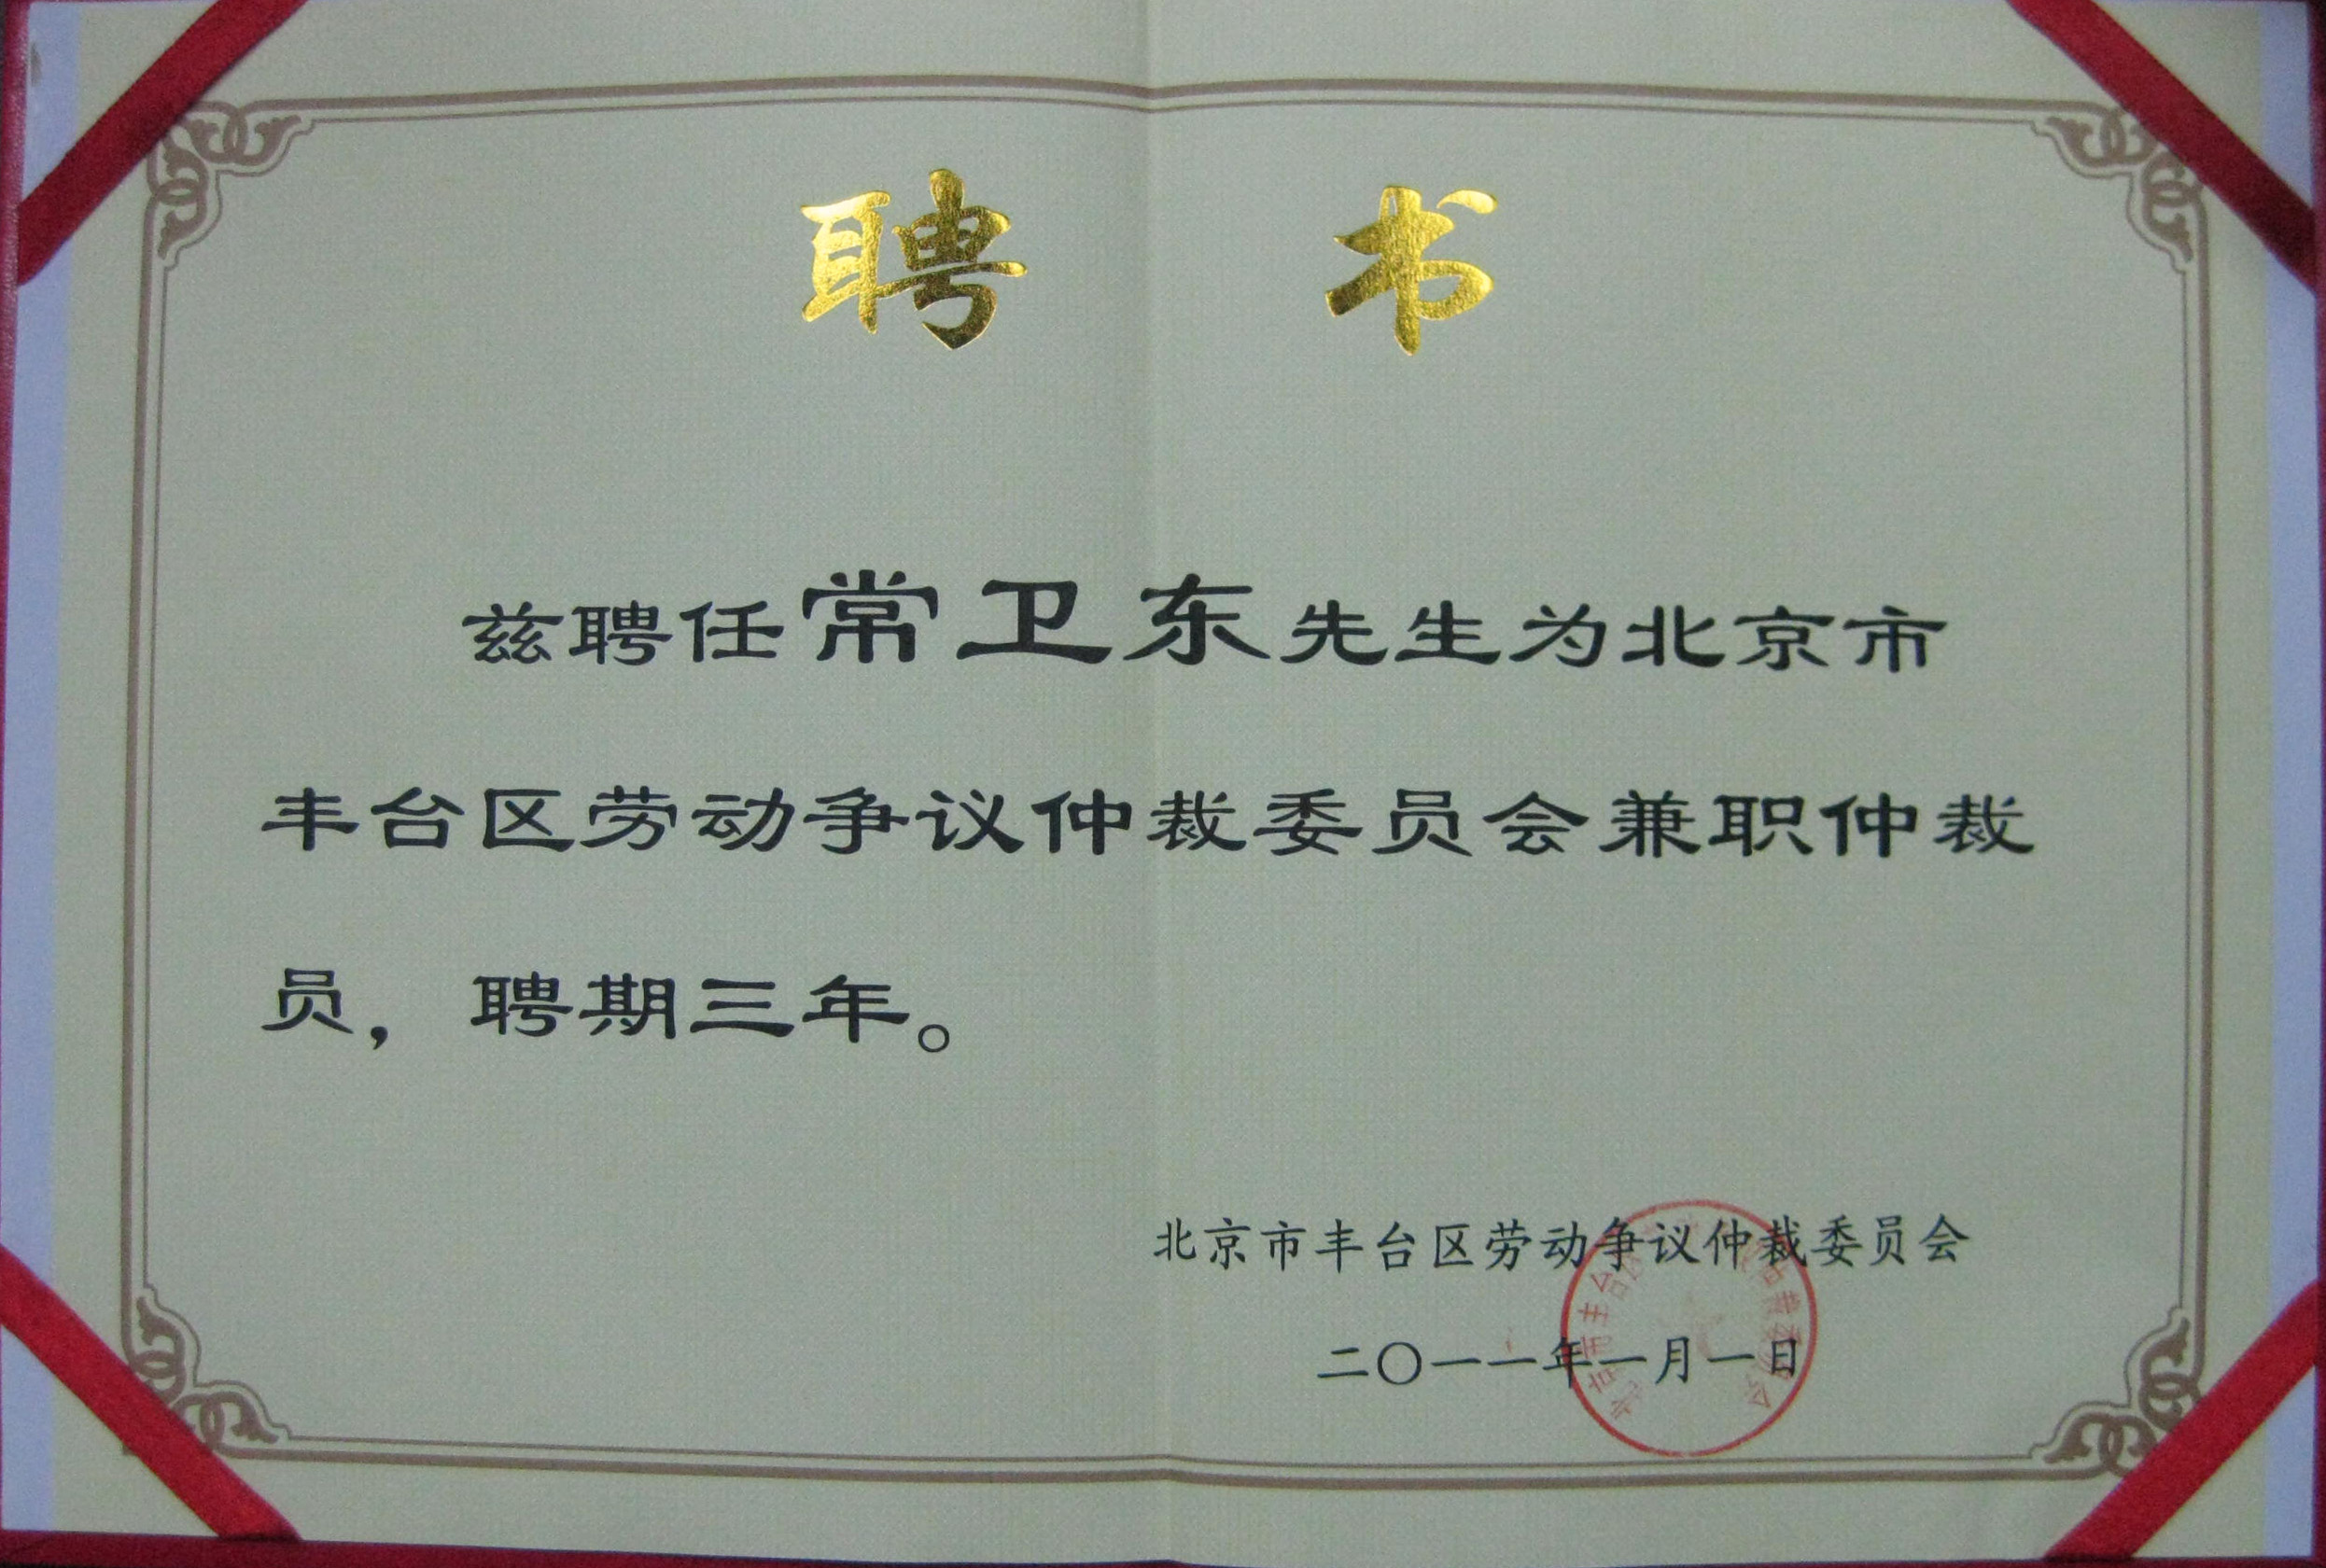 聘书
兹聘任常卫东先生为北京市
丰台区劳动争议仲裁委员会兼职仲裁
员，聘期三年。
北京市丰台区劳动争议仲裁委员会
二〇一一年一月一日